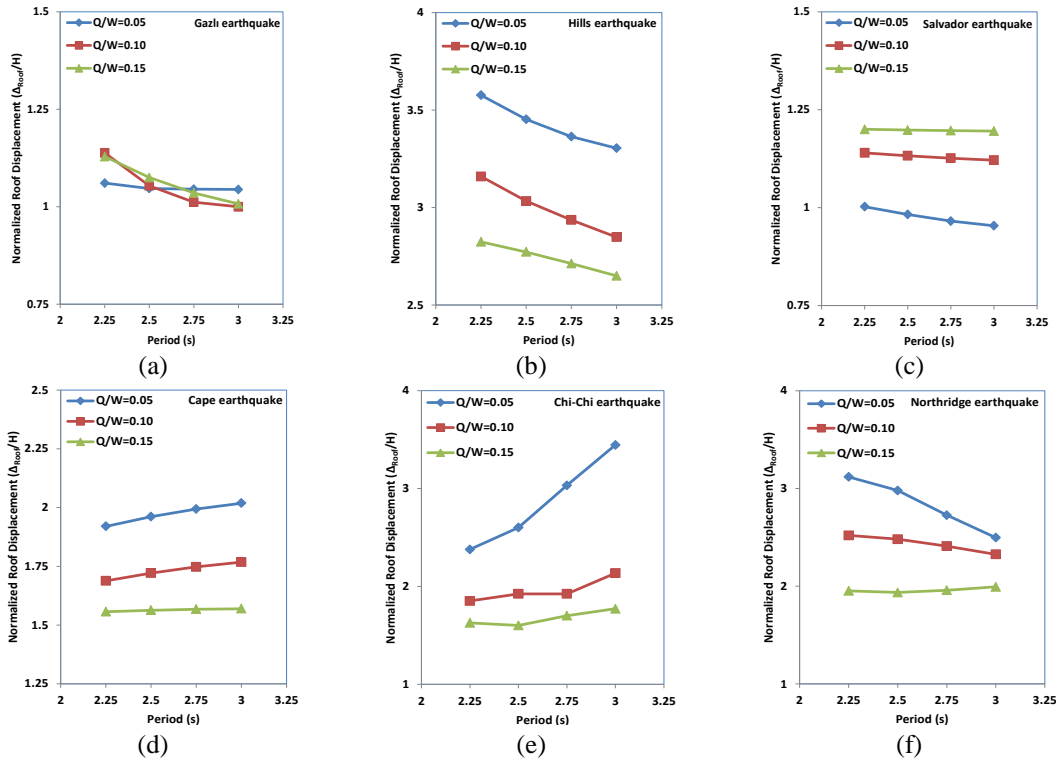 Normalized Roof Displacement (ΔRoof/H)
1.5
1.25
1
0.75
2 2.25 2.5 2.75 3 3.25
Period (s)
Q/W=0.05
Q/W=0.10
Q/W=0.15
Gazlı earthquake
(a)
Normalized Roof Displacement (ΔRoof/H)
4
3.5
3
2.5
2 2.25 2.5 2.75 3 3.25
Period (s)
Q/W=0.05
Q/W=0.10
Q/W=0.15
Hills earthquake
(b)
Normalized Roof Displacement (ΔRoof/H)
1.5
1.25
1
0.75
2 2.25 2.5 2.75 3 3.25
Period (s)
Q/W=0.05
Q/W=0.10
Q/W=0.15
Salvador earthquake
(c)
Normalized Roof Displacement (ΔRoof/H)
2.5
2.25
2
1.75
1.5
1.25
2 2.25 2.5 2.75 3 3.25
Period (s)
Q/W=0.05
Q/W=0.10
Q/W=0.15
Cape earthquake
(d)
Normalized Roof Displacement (ΔRoof/H)
4
3
2
1
2 2.25 2.5 2.75 3 3.25
Period (s)
Q/W=0.05
Q/W=0.10
Q/W=0.15
Chi-Chi earthquake
(e)
Normalized Roof Displacement (ΔRoof/H)
4
3
2
1
2 2.25 2.5 2.75 3 3.25
Period (s)
Q/W=0.05
Q/W=0.10
Q/W=0.15
Northridge earthquake
(f)